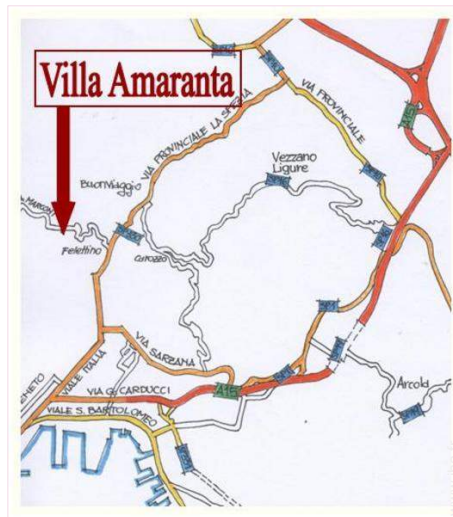 Villa Amaranta
VIA PROVINCIALE LA SPEZIA
VIA PROVINCIALE
A15
Vezzano
Ligure
Buonviaggio
MARCONI
Felettino
Carozzo
VIA SARZANA
VIALE ITALIA
VIA G. CARDUCCI
A15
Arcola
VIALE S. BARTOLOMEO